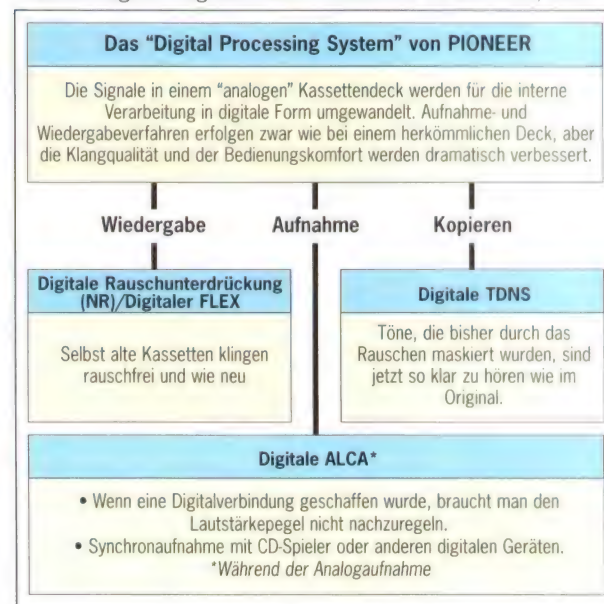 Das “Digital Processing System” von PIONEER
Die Signale in einem “analogen” Kassettendeck werden für die interne
Verarbeitung in digitale Form umgewandelt. Aufnahme- und
Wiedergabeverfahren erfolgen zwar wie bei einem herkömmlichen Deck, aber
die Klangqualität und der Bedienungskomfort werden dramatisch verbessert.
Wiedergabe
Aufnahme
Kopieren
Digitale Rauschunterdrückung
(NR)/Digitaler FLEX
Selbst alte Kassetten klingen
rauschfrei und wie neu
Digitale TDNS
Töne, die bisher durch das
Rauschen maskiert wurden, sind
jetzt so klar zu hören wie im
Original.
Digitale ALCA*
• Wenn eine Digitalverbindung geschaffen wurde, braucht man den
Lautstärkepegel nicht nachzuregeln.
• Synchronaufnahme mit CD-Spieler oder anderen digitalen Geräten.
*Während der Analogaufnahme